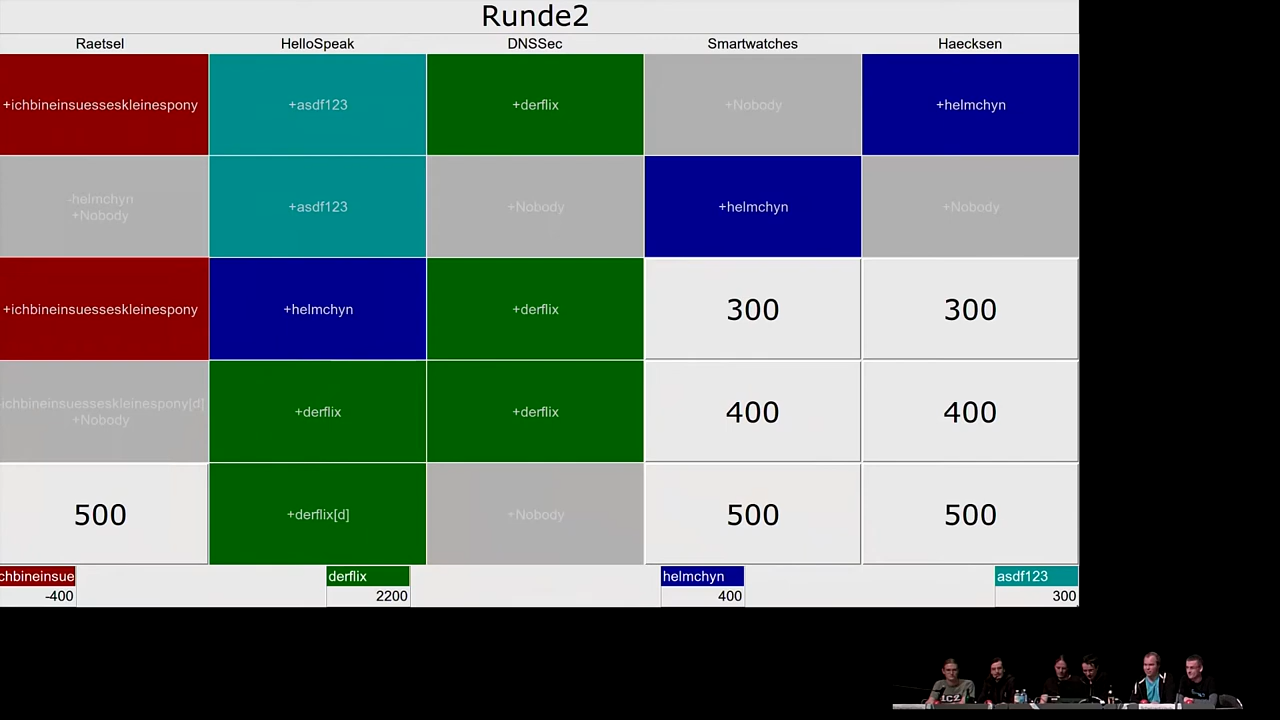 Runde2
Raetsel HelloSpeak DNSSec Smartwatches Haecksen
+ichbineinsuesseskleinespony +asdf123 +derflix +Nobody +helmchyn
-helmchyn
+Nobody +asdf123 +Nobody +helmchyn +Nobody
+ichbineinsuesseskleinespony +helmchyn +derflix 300 300
ichbineinsuesseskleinespony[d]
+Nobody +derflix +derflix 400 400
500 +derflix[d] +Nobody 500 500
chbineinsue derflix helmchyn asdf123
-400 2200 400 300
1C2